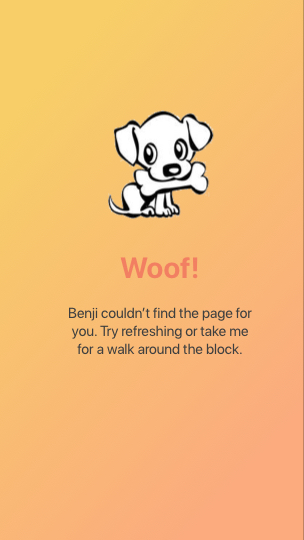 Woof!
Benji couldn't find the page for
you. Try refreshing or take me
for a walk around the block.